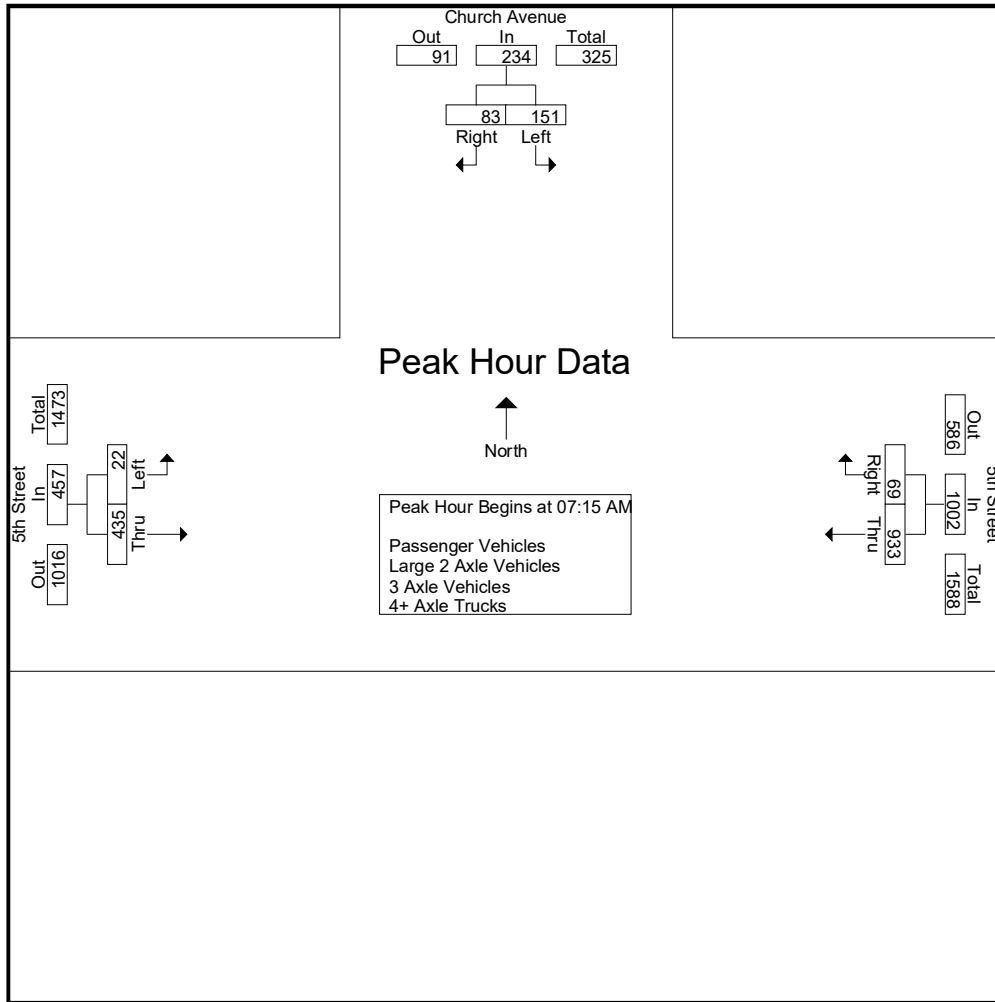 Church Avenue
Out In Total
91 234 325
83 151
Right Left
Peak Hour Data
North
Peak Hour Begins at 07:15 AM
Passenger Vehicles
Large 2 Axle Vehicles
3 Axle Vehicles
4+ Axle Trucks
5th Street
Out In Total
1016 457 1473
Thru Left
435 22
5th Street
Out In Total
586 1002 1588
69 933
Right Thru